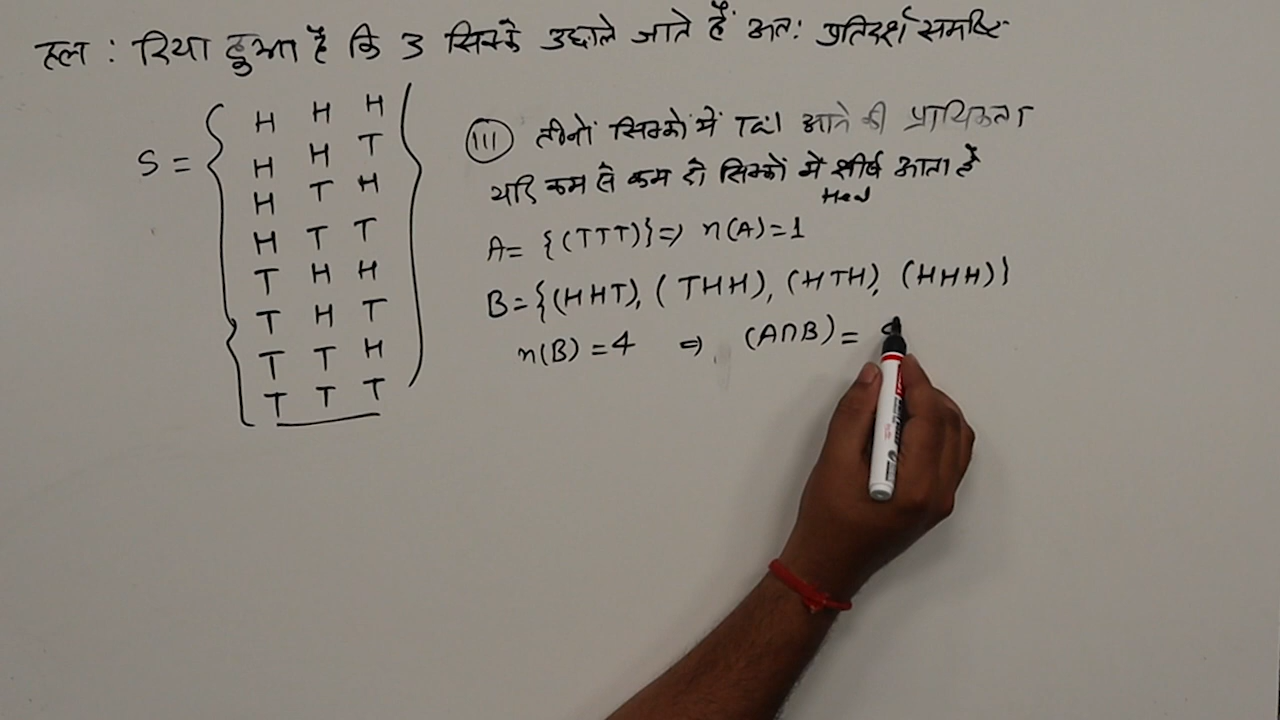 हल : दिया हुआ है कि 3 सिक्के उछाले जाते हैं अतः प्रतिदर्श समष्टि
S = { H H H
H H T
H T H
H T T
T H H
T H T
T T H
T T T }
(III) तीनों सिक्कों में Tail आने की प्रायिकता
यदि कम से कम दो सिक्कों में शीर्ष आता है
Head
A = {(TTT)} ⇒ n(A) = 1
B = {(HHT), (THH), (HTH), (HHH)}
n(B) = 4 ⇒ (A∩B) =